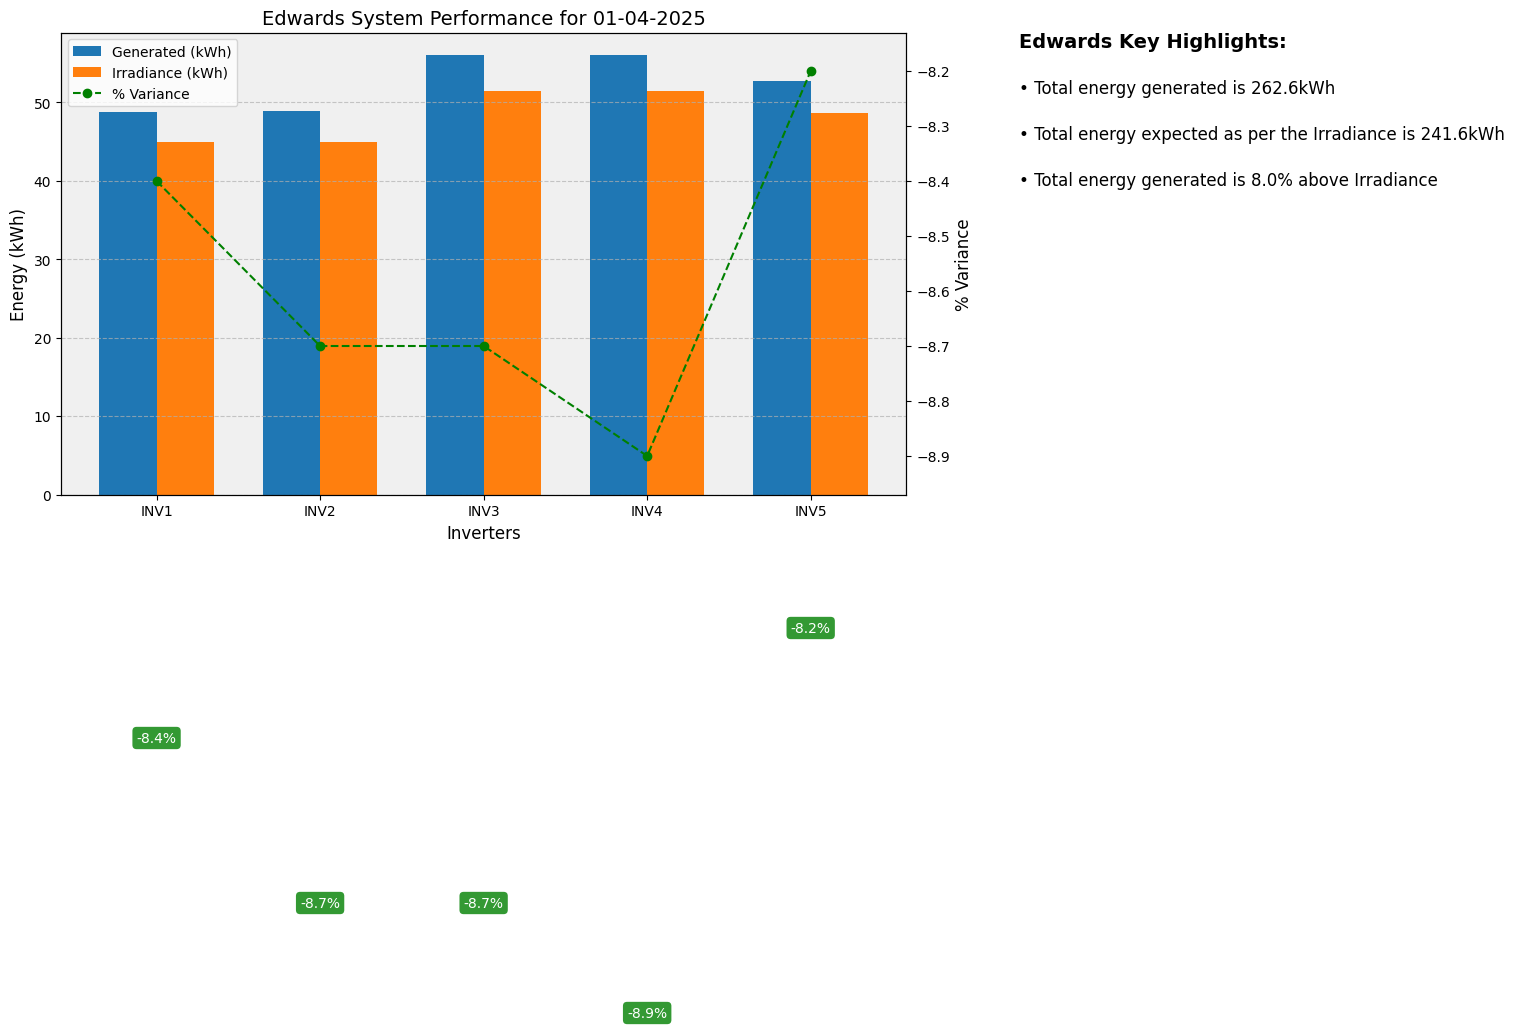 Edwards System Performance for 01-04-2025
Generated (kWh)
Irradiance (kWh)
% Variance
Energy (kWh)
50
40
30
20
10
0
INV1 INV2 INV3 INV4 INV5
Inverters
−8.2
−8.3
−8.4
−8.5
−8.6
−8.7
−8.8
−8.9
% Variance
Edwards Key Highlights:
• Total energy generated is 262.6kWh
• Total energy expected as per the Irradiance is 241.6kWh
• Total energy generated is 8.0% above Irradiance
-8.2%
-8.4%
-8.7% -8.7%
-8.9%